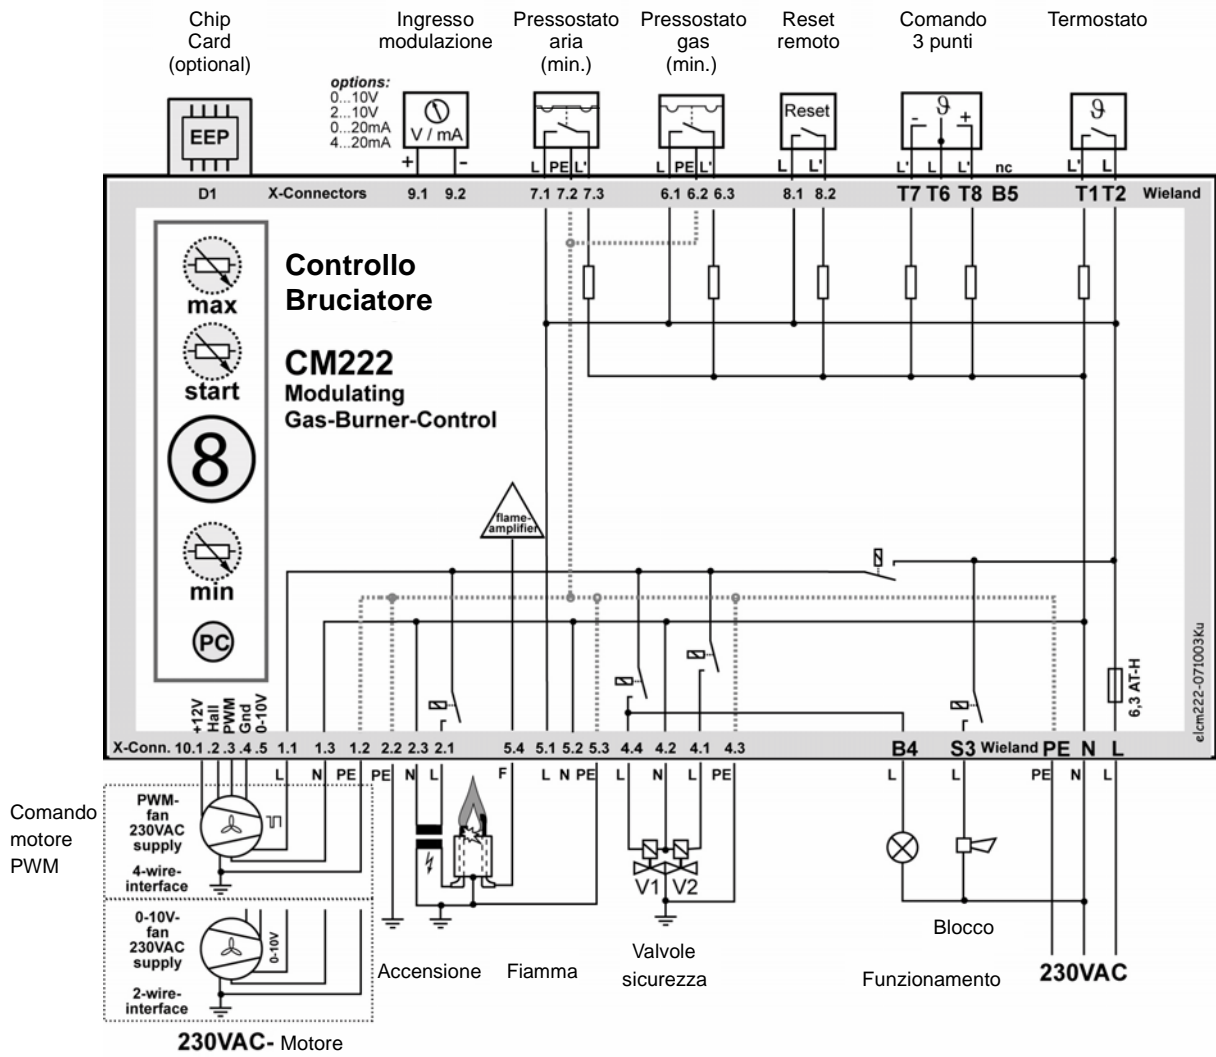 Chip
Card
(optional)
Ingresso
modulazione
Pressostato
aria
(min.)
Pressostato
gas
(min.)
Reset
remoto
Comando
3 punti
Termostato
options:
0...10V
2...10V
0...20mA
4...20mA
EEP
V / mA
+ -
Reset
ϑ
- +
ϑ
L PE L'
L PE L'
L L'
L' L L' nc
L' L
D1 X-Connectors 9.1 9.2 7.1 7.2 7.3 6.1 6.2 6.3 8.1 8.2 T7 T6 T8 B5 T1 T2 Wieland
max
start
8
min
PC
Controllo
Bruciatore
CM222
Modulating
Gas-Burner-Control
flame-
amplifier
6,3 AT-H
elcm222-071003Ku
+12V
Hall
PWM
Gnd
0-10V
X-Conn. 10.1 .2 .3 .4 .5 1.1 1.3 1.2 2.2 2.3 2.1 5.4 5.1 5.2 5.3 4.4 4.2 4.1 4.3 B4 S3 Wieland PE N L
L N PE PE N L F L N PE L N L PE L L PE N L
Comando
motore
PWM
PWM-
fan
230VAC
supply
4-wire-
interface
0-10V-
fan
230VAC
supply
0-10V
2-wire-
interface
230VAC- Motore
Accensione
Fiamma
V1 V2
Valvole
sicurezza
Funzionamento
Blocco
230VAC